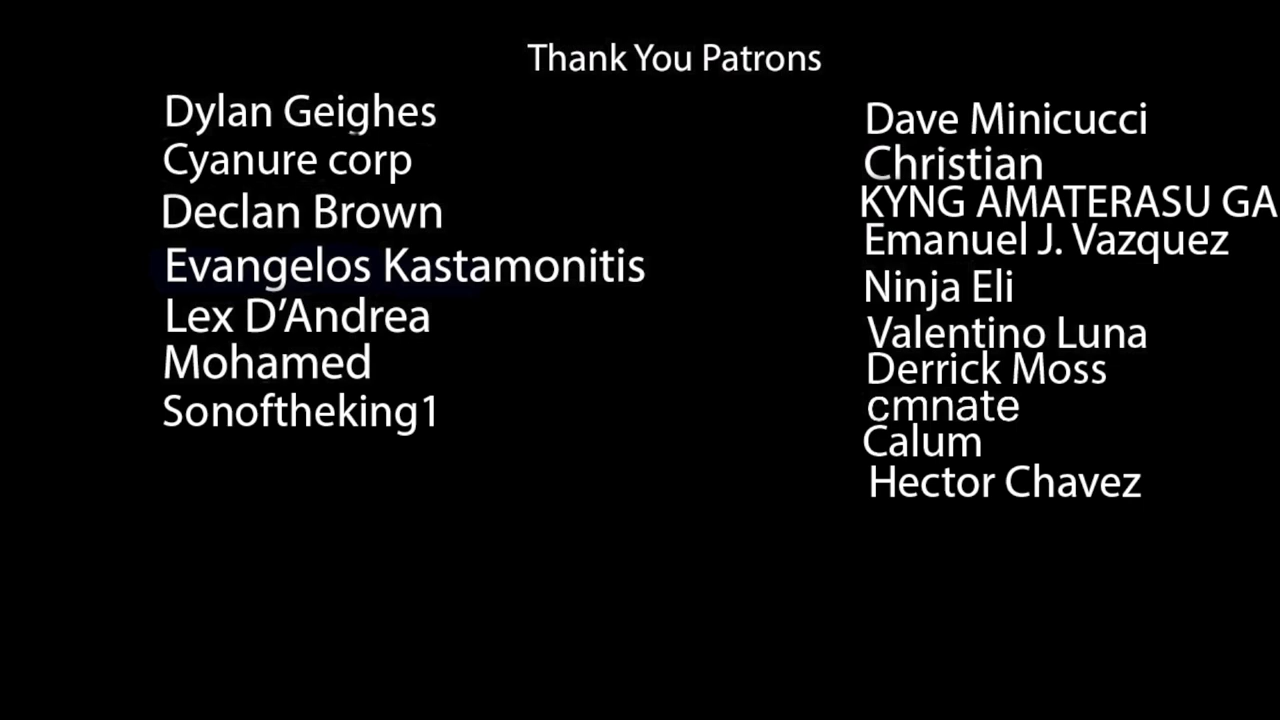 Thank You Patrons
Dylan Geighes
Cyanure corp
Declan Brown
Evangelos Kastamonitis
Lex D’Andrea
Mohamed
Sonoftheking1
Dave Minicucci
Christian
KYNG AMATERASU GA
Emanuel J. Vazquez
Ninja Eli
Valentino Luna
Derrick Moss
cmnate
Calum
Hector Chavez